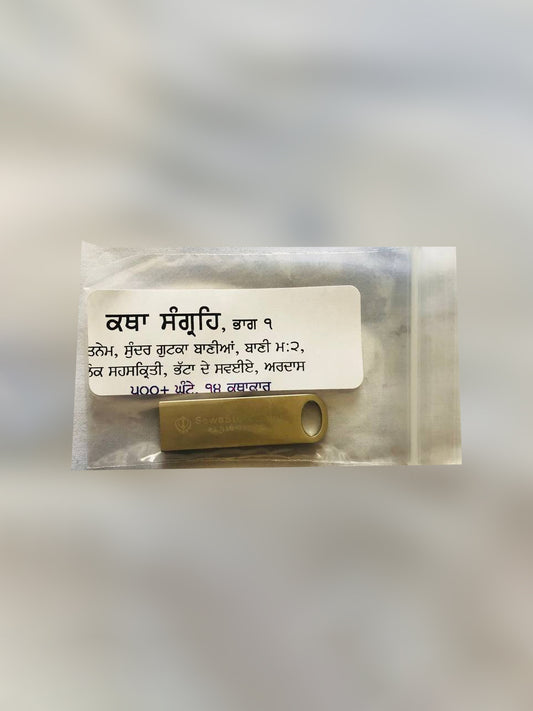 ਕਥਾ ਸੰਗ੍ਰਹਿ, ਭਾਗ ੧
ਤਨੇਮ, ਸੁੰਦਰ ਗੁਟਕਾ ਬਾਣੀਆਂ, ਬਾਣੀ ਮ:੨,
ਲੋਕ ਸਹਸਕ੍ਰਿਤੀ, ਭੱਟਾ ਦੇ ਸਵਈਏ, ਅਰਦਾਸ
੫੦੦+ ਘੰਟੇ, ੧੪ ਕਥਾਕਾਰ